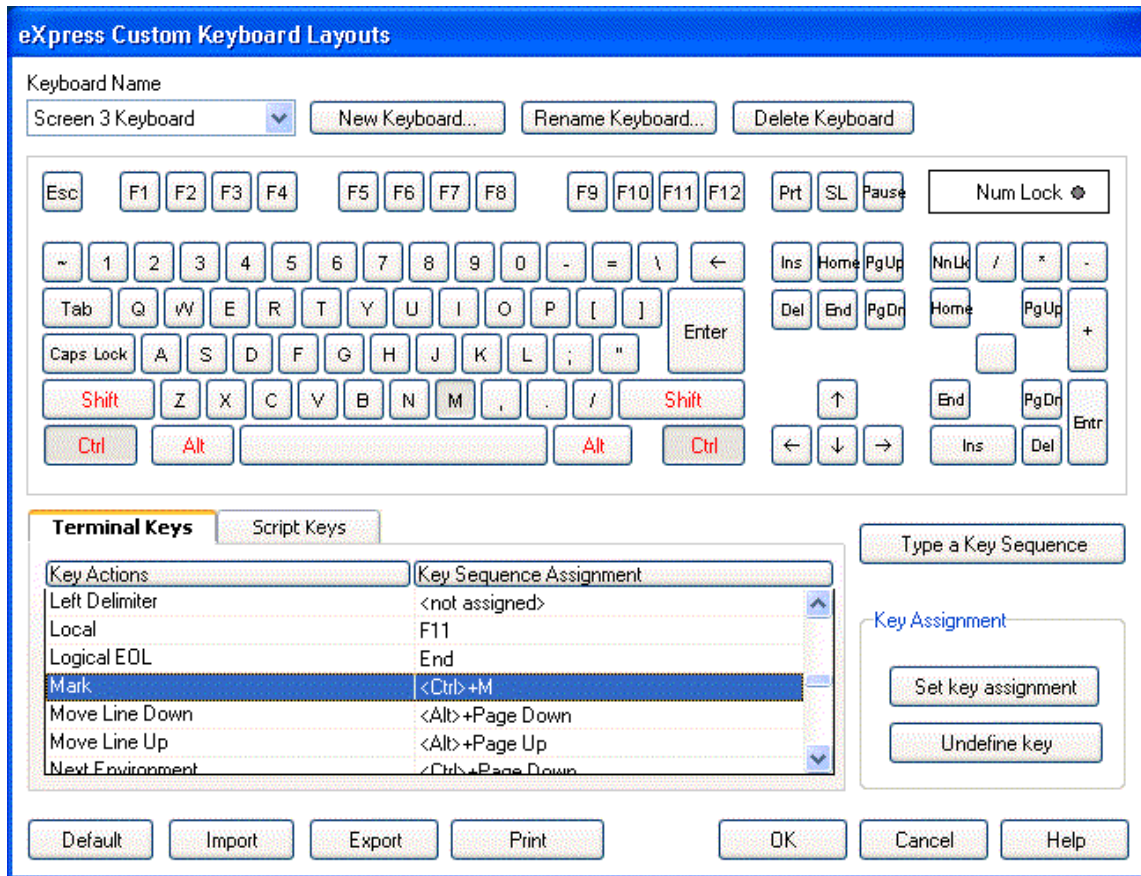 eXpress Custom Keyboard Layouts
Keyboard Name
Screen 3 Keyboard New Keyboard... Rename Keyboard... Delete Keyboard
Esc F1 F2 F3 F4 F5 F6 F7 F8 F9 F10 F11 F12 Prt SL Pause Num Lock
~ 1 2 3 4 5 6 7 8 9 0 - = \ ← Ins Home PgUp NnLk / * -
Tab Q W E R T Y U I O P [ ] Enter Del End PgDn Home PgUp +
Caps Lock A S D F G H J K L ; "
Shift Z X C V B N M , . / Shift ↑ End PgDn Entr
Ctrl Alt Alt Ctrl ← ↓ → Ins Del
Terminal Keys Script Keys
Type a Key Sequence
Key Actions Key Sequence Assignment
Left Delimiter <not assigned>
Local F11
Logical EOL End
Mark <Ctrl>+M
Move Line Down <Alt>+Page Down
Move Line Up <Alt>+Page Up
Next Environment <Ctrl>+Page Down
Key Assignment
Set key assignment
Undefine key
Default Import Export Print OK Cancel Help